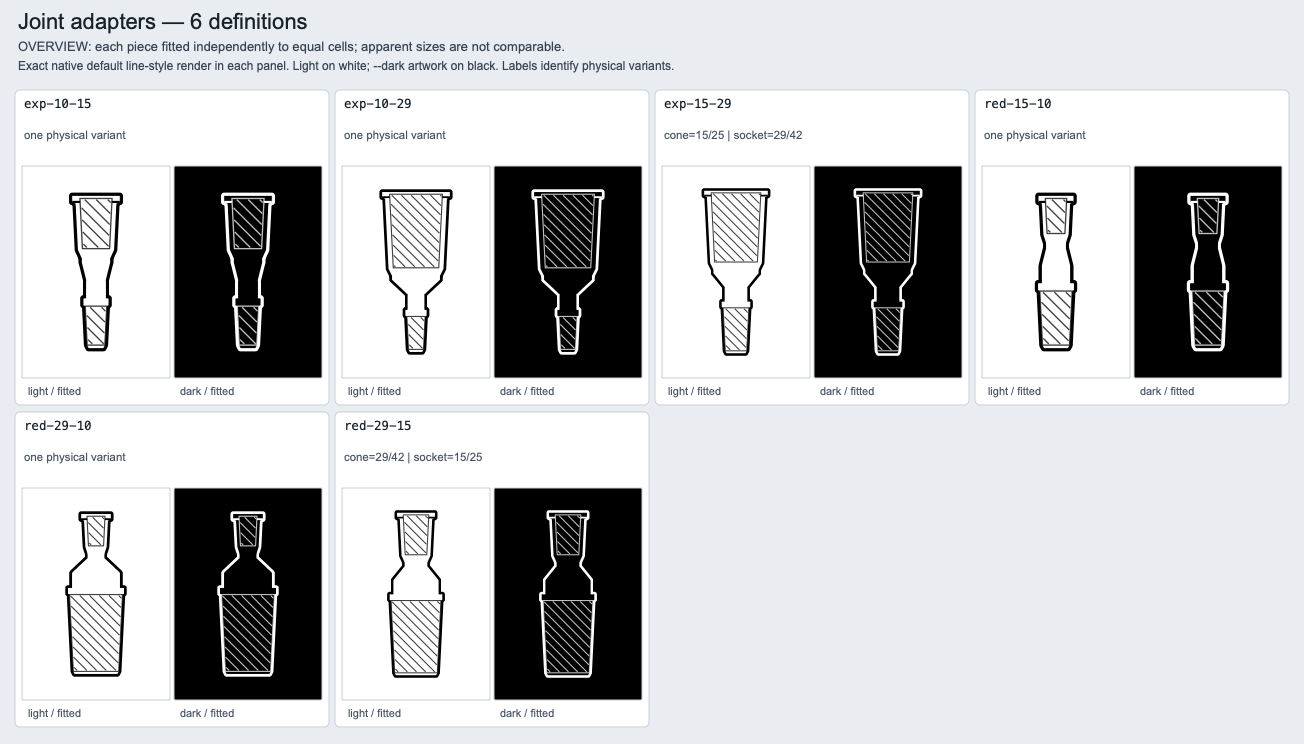 Joint adapters — 6 definitions
OVERVIEW: each piece fitted independently to equal cells; apparent sizes are not comparable.
Exact native default line-style render in each panel. Light on white; --dark artwork on black. Labels identify physical variants.
exp-10-15
one physical variant
light / fitted
dark / fitted
exp-10-29
one physical variant
light / fitted
dark / fitted
exp-15-29
cone=15/25 | socket=29/42
light / fitted
dark / fitted
red-15-10
one physical variant
light / fitted
dark / fitted
red-29-10
one physical variant
light / fitted
dark / fitted
red-29-15
cone=29/42 | socket=15/25
light / fitted
dark / fitted